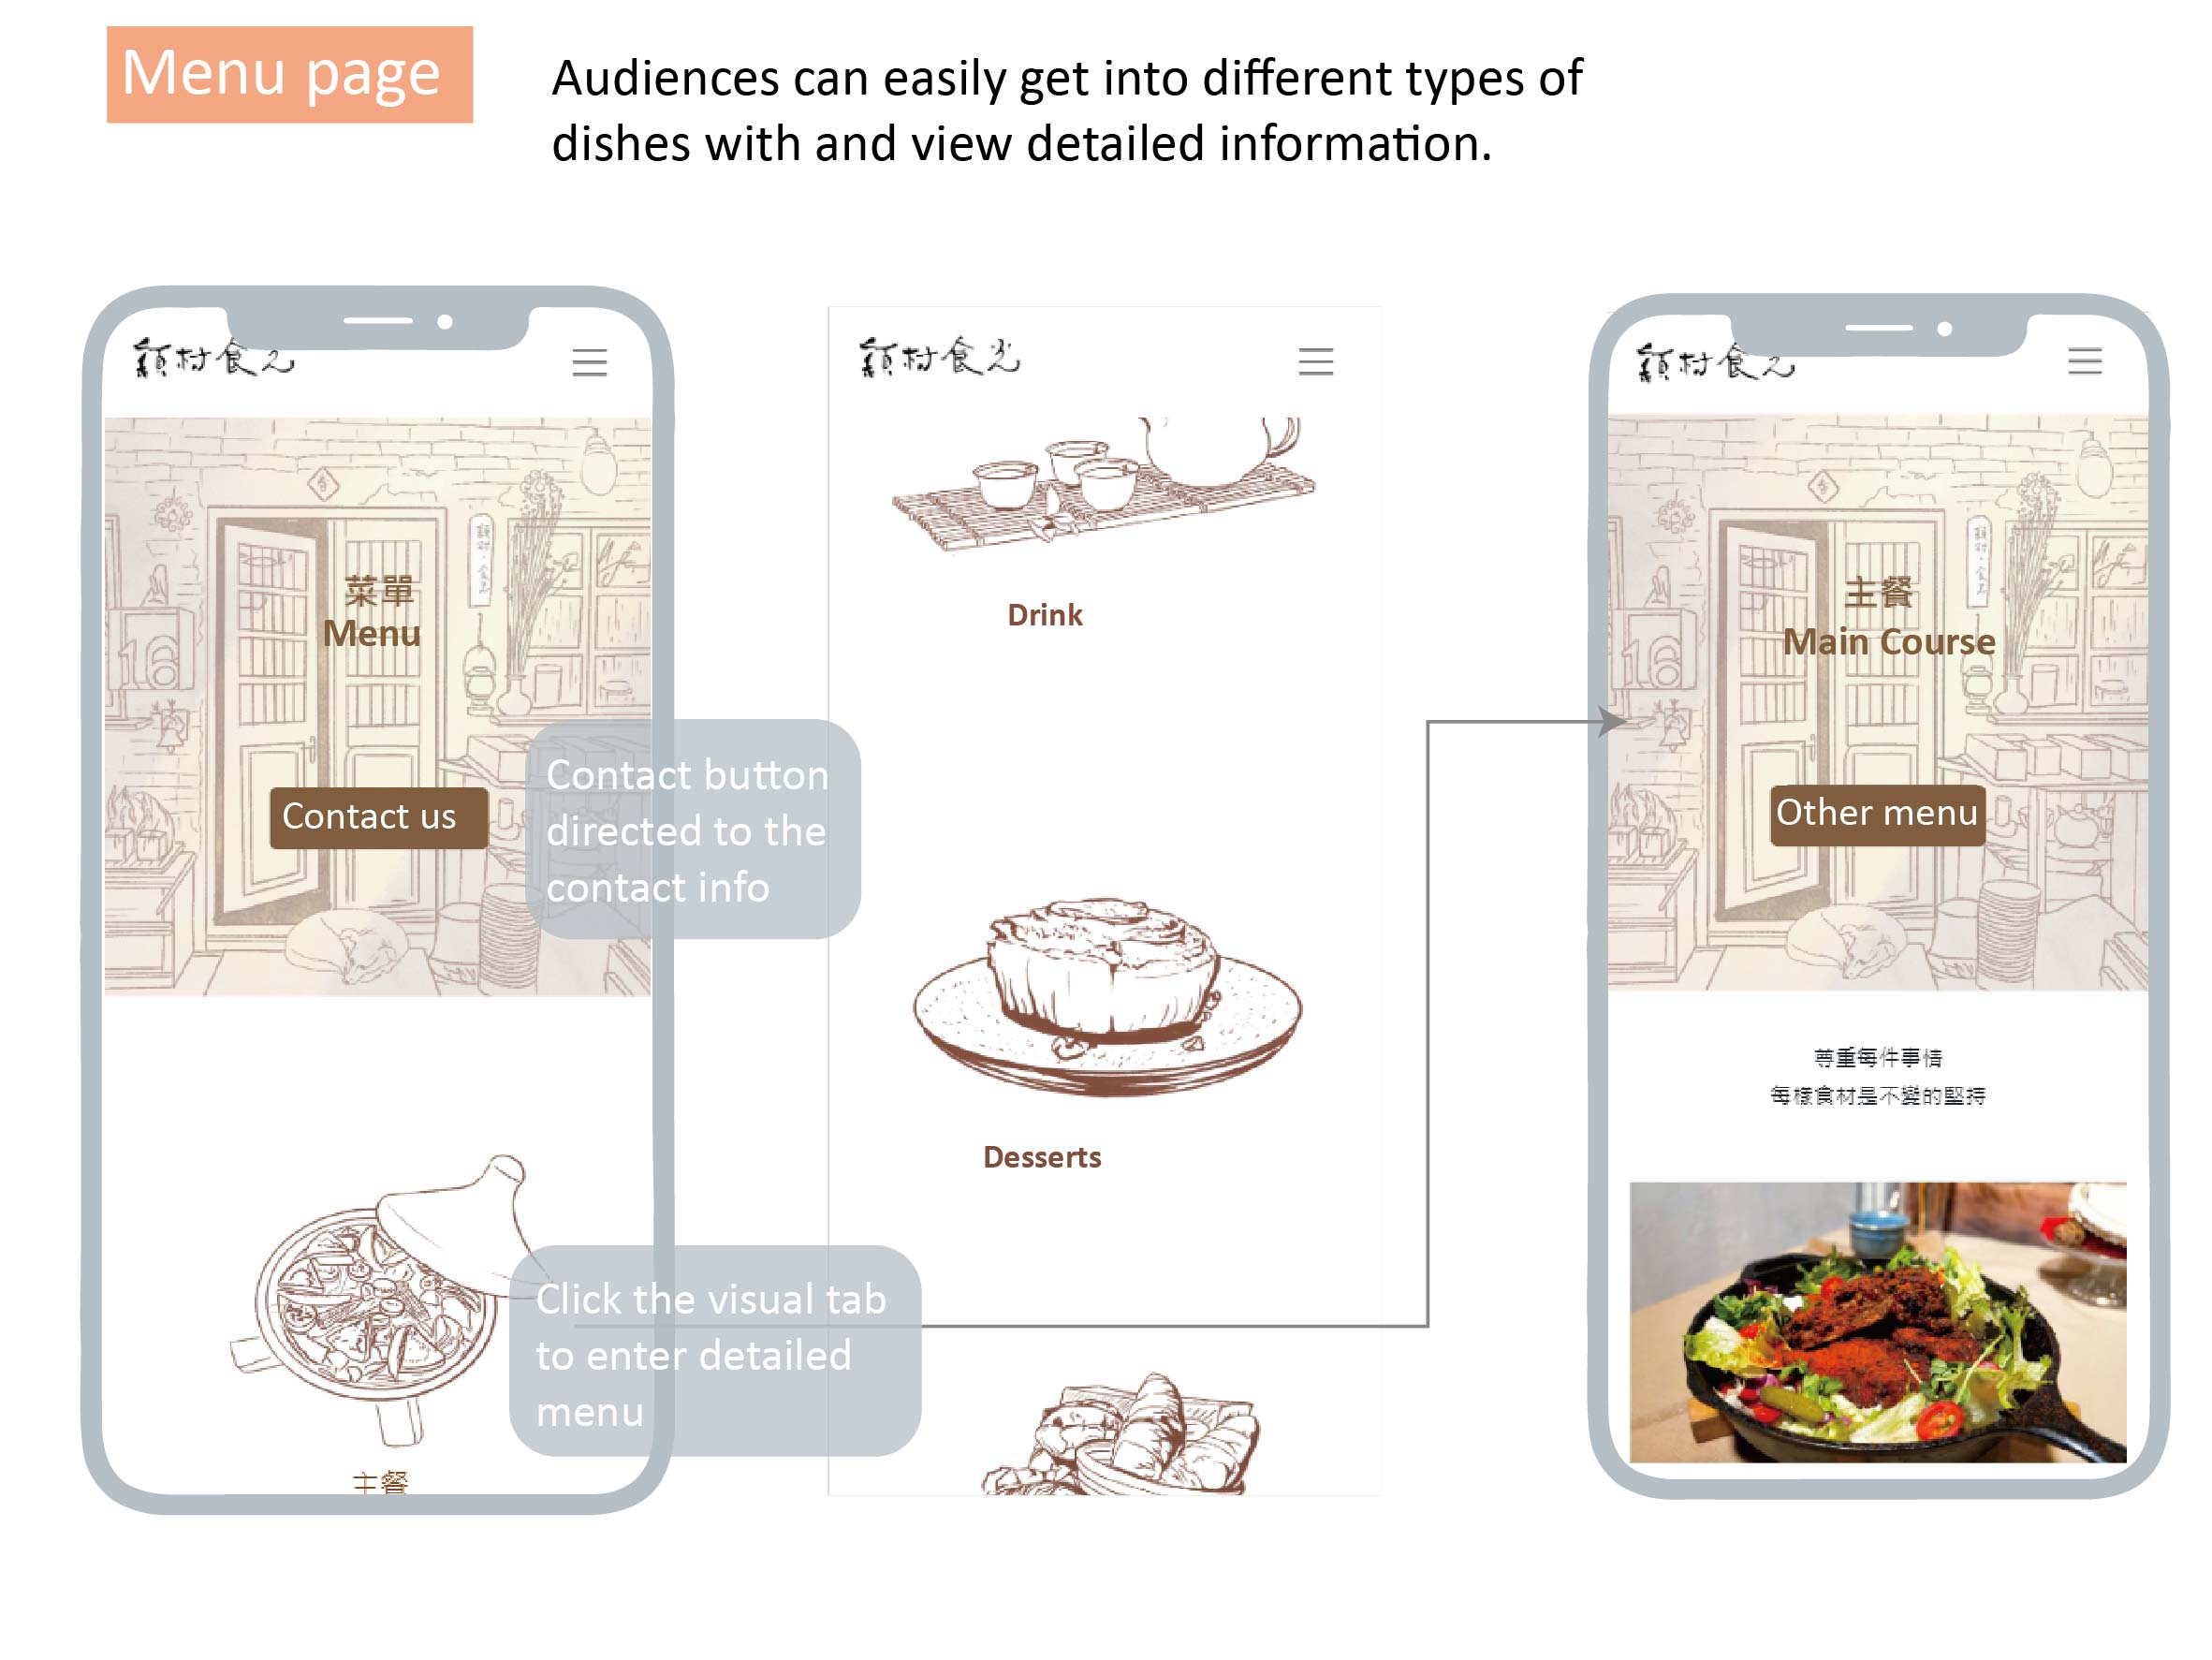 Menu page
Audiences can easily get into different types of
dishes with and view detailed information.
穎村食光
菜單
Menu
16
Contact us
Contact button
directed to the
contact info
主餐
Click the visual tab
to enter detailed
menu
穎村食光
Drink
Desserts
穎村食光
主餐
Main Course
16
Other menu
尊重每件事情
每樣食材是不變的堅持